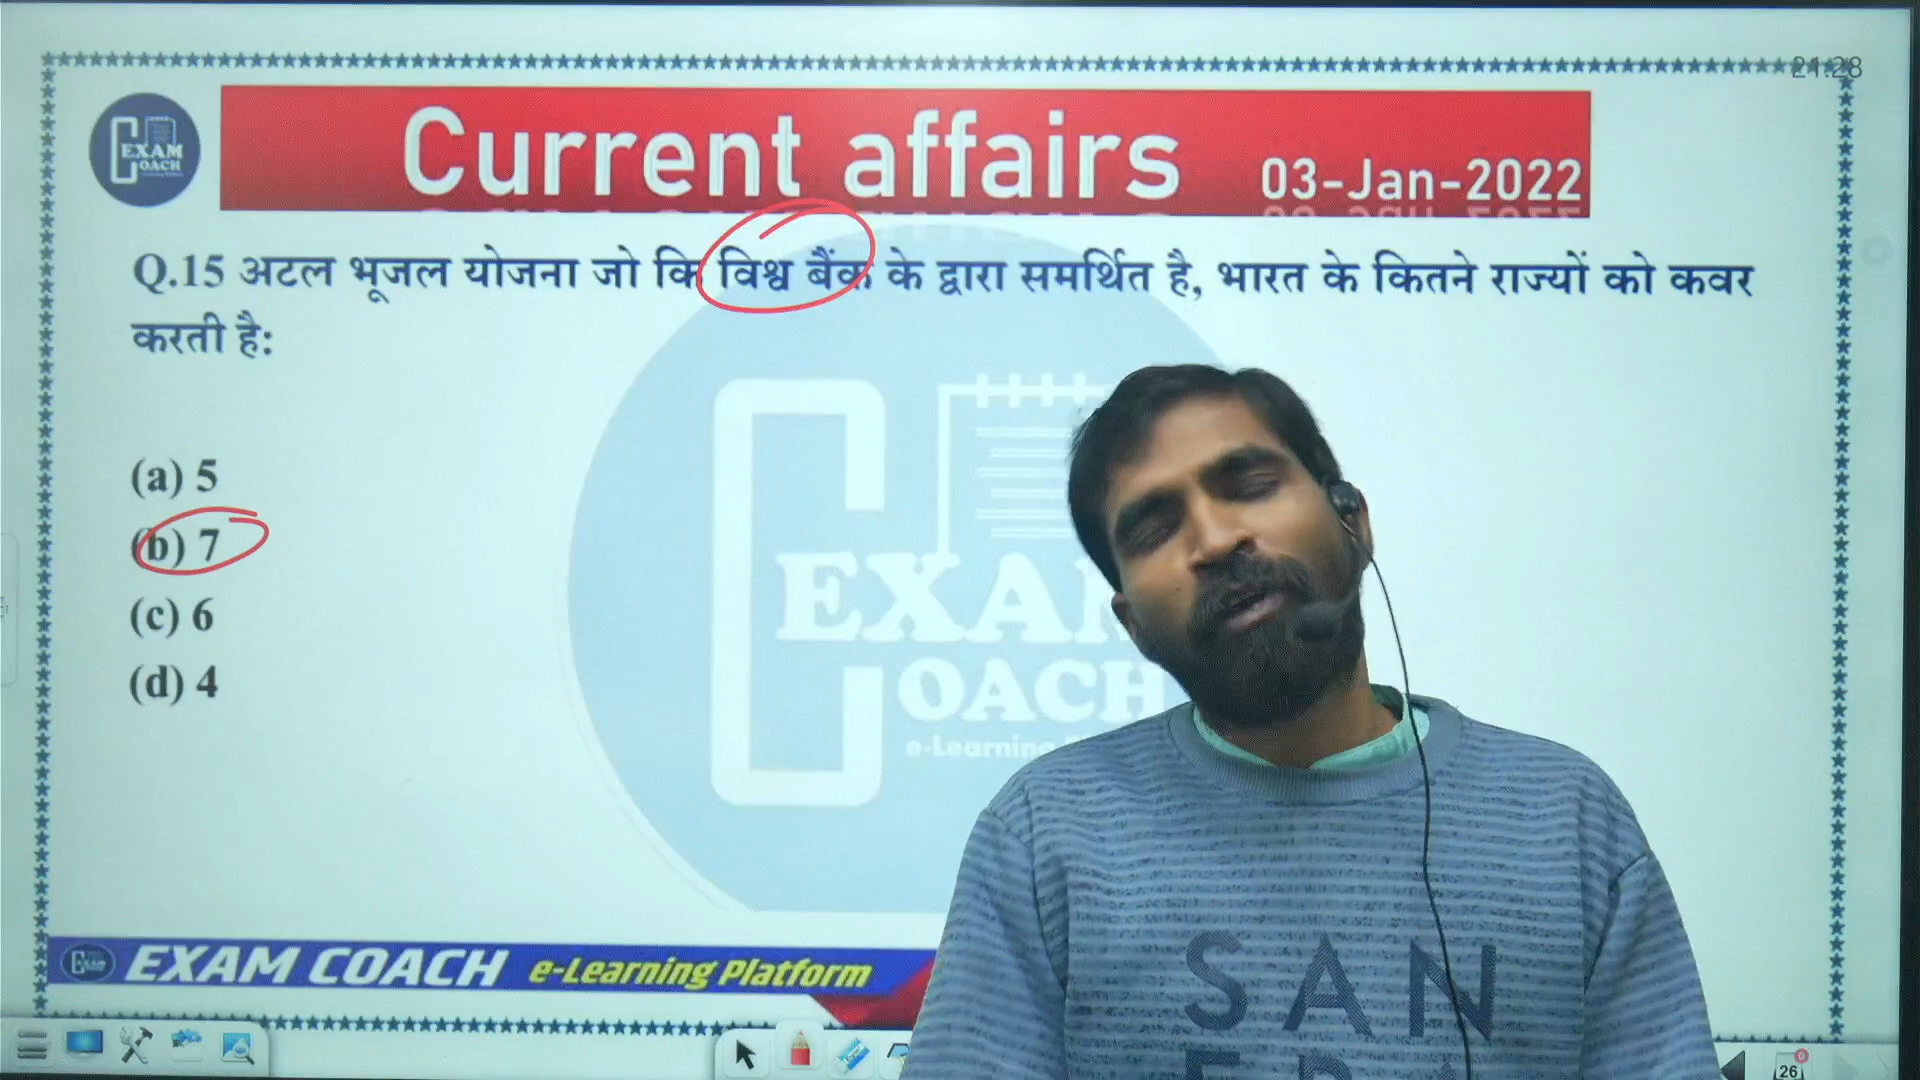 21:28
EXAM
COACH
Current affairs 03-Jan-2022
Q.15 अटल भूजल योजना जो कि विश्व बैंक के द्वारा समर्थित है, भारत के कितने राज्यों को कवर
करती है:
(a) 5
(b) 7
(c) 6
(d) 4
EXAM
COACH
e-Learning
EXAM COACH e-Learning Platform
SAN
26
0